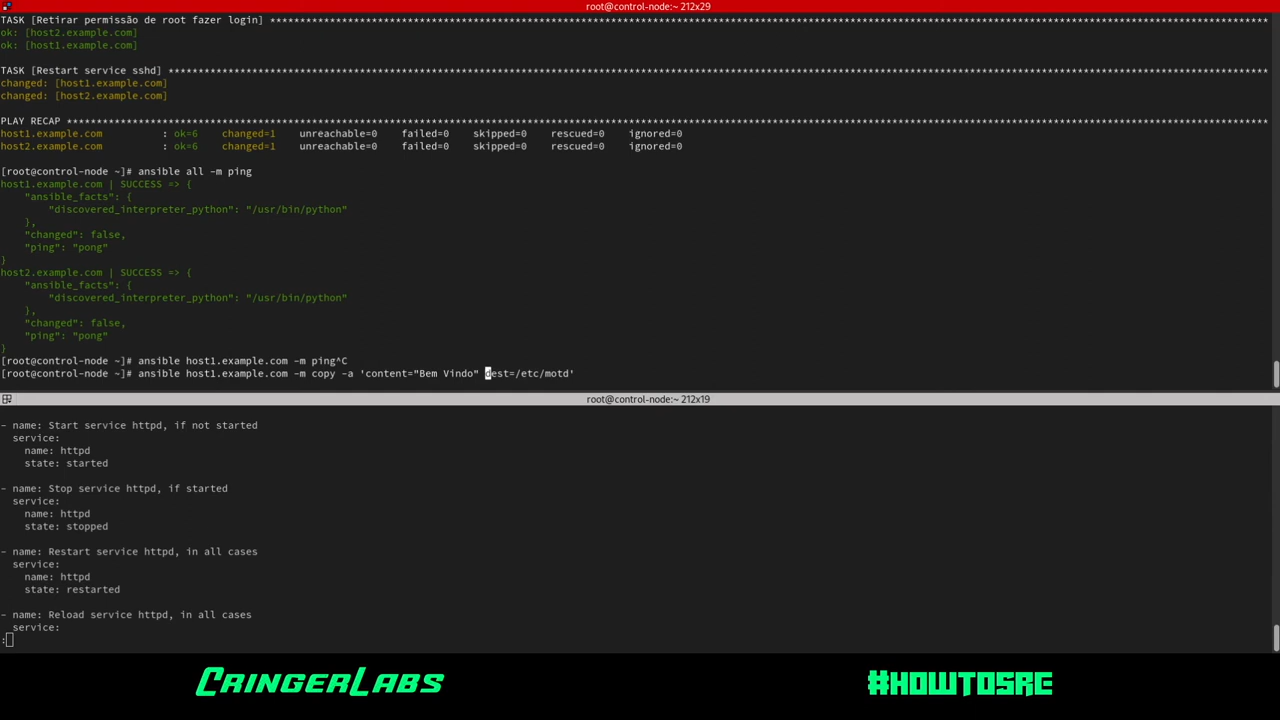 root@control-node:~ 212x29
TASK [Retirar permissão de root fazer login] ********************************************************************************************************************************************************************
ok: [host2.example.com]
ok: [host1.example.com]
TASK [Restart service sshd] *************************************************************************************************************************************************************************************
changed: [host1.example.com]
changed: [host2.example.com]
PLAY RECAP ******************************************************************************************************************************************************************************************************
host1.example.com          : ok=6    changed=1    unreachable=0    failed=0    skipped=0    rescued=0    ignored=0
host2.example.com          : ok=6    changed=1    unreachable=0    failed=0    skipped=0    rescued=0    ignored=0
[root@control-node ~]# ansible all -m ping
host1.example.com | SUCCESS => {
    "ansible_facts": {
        "discovered_interpreter_python": "/usr/bin/python"
    },
    "changed": false,
    "ping": "pong"
}
host2.example.com | SUCCESS => {
    "ansible_facts": {
        "discovered_interpreter_python": "/usr/bin/python"
    },
    "changed": false,
    "ping": "pong"
}
[root@control-node ~]# ansible host1.example.com -m ping^C
[root@control-node ~]# ansible host1.example.com -m copy -a 'content="Bem Vindo" dest=/etc/motd'
root@control-node:~ 212x19
- name: Start service httpd, if not started
  service:
    name: httpd
    state: started
- name: Stop service httpd, if started
  service:
    name: httpd
    state: stopped
- name: Restart service httpd, in all cases
  service:
    name: httpd
    state: restarted
- name: Reload service httpd, in all cases
  service:
:
CringerLabs
#HOWTOSRE